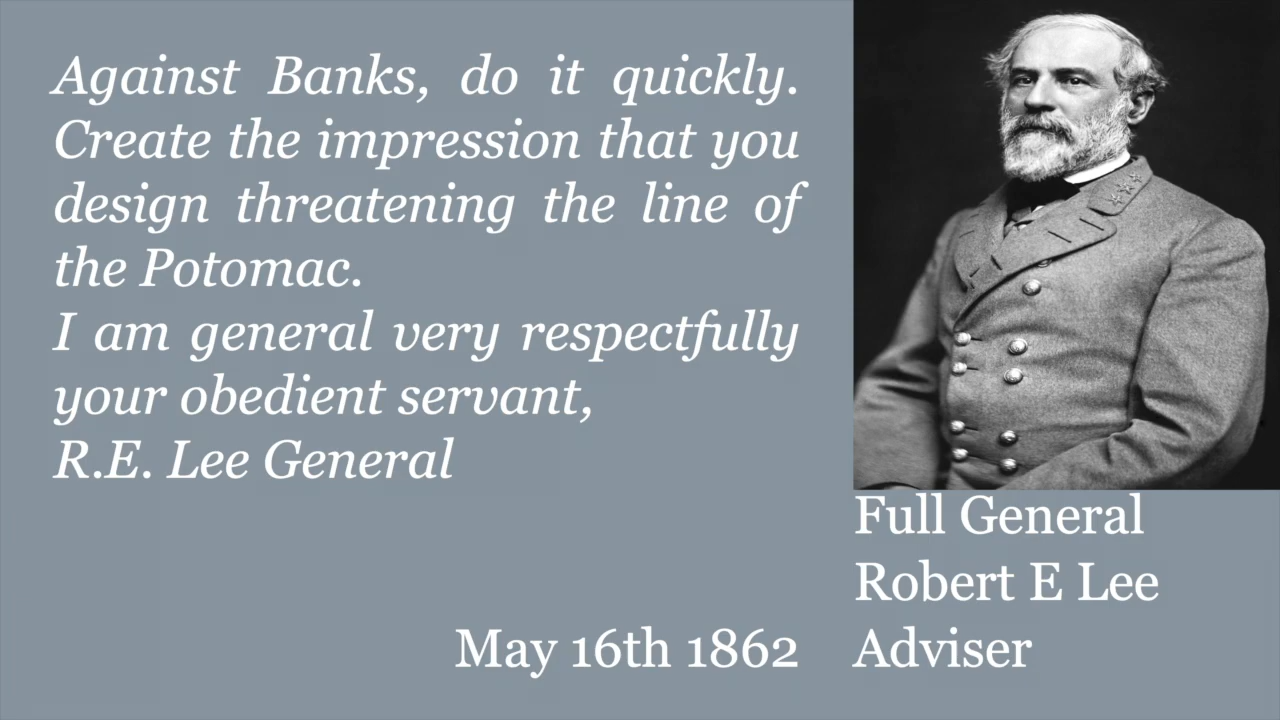 Against Banks, do it quickly.
Create the impression that you
design threatening the line of
the Potomac.
I am general very respectfully
your obedient servant,
R.E. Lee General
May 16th 1862
Full General
Robert E Lee
Adviser